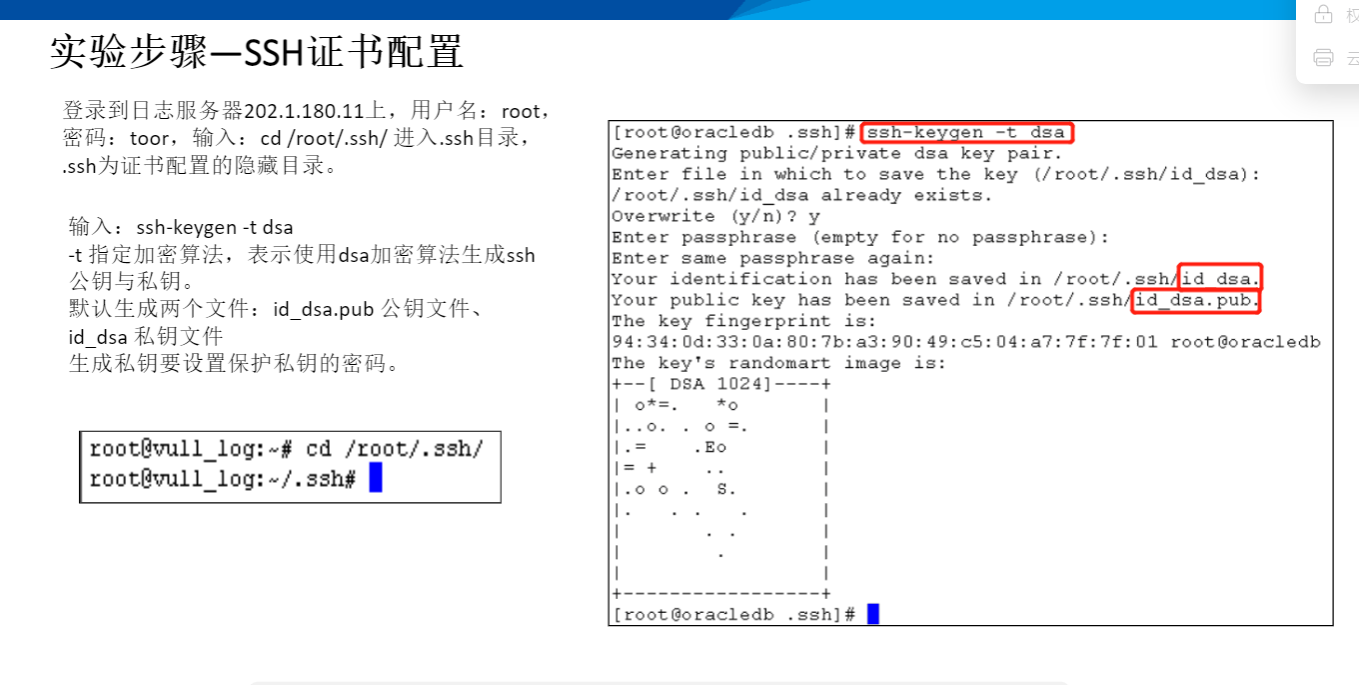 权
云
实验步骤—SSH证书配置
登录到日志服务器202.1.180.11上，用户名：root，
密码：toor，输入：cd /root/.ssh/ 进入.ssh目录，
.ssh为证书配置的隐藏目录。
输入：ssh-keygen -t dsa
-t 指定加密算法，表示使用dsa加密算法生成ssh
公钥与私钥。
默认生成两个文件：id_dsa.pub 公钥文件、
id_dsa 私钥文件
生成私钥要设置保护私钥的密码。
root@vull_log:~# cd /root/.ssh/
root@vull_log:~/.ssh#
[root@oracledb .ssh]# ssh-keygen -t dsa
Generating public/private dsa key pair.
Enter file in which to save the key (/root/.ssh/id_dsa):
/root/.ssh/id_dsa already exists.
Overwrite (y/n)? y
Enter passphrase (empty for no passphrase):
Enter same passphrase again:
Your identification has been saved in /root/.ssh/id_dsa.
Your public key has been saved in /root/.ssh/id_dsa.pub.
The key fingerprint is:
94:34:0d:33:0a:80:7b:a3:90:49:c5:04:a7:7f:7f:01 root@oracledb
The key's randomart image is:
+--[ DSA 1024]----+
| o*=.   *o       |
|..o. . o =.      |
|.=    .Eo        |
|= +    ..        |
|.o o .  S.       |
|.   . .   .      |
|       . .       |
|        .        |
|                 |
+-----------------+
[root@oracledb .ssh]#